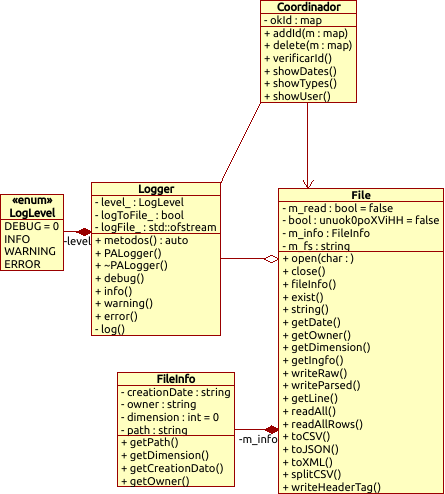 Coordinador
- okId : map
+ addId(m : map)
+ delete(m : map)
+ verificarId()
+ showDates()
+ showTypes()
+ showUser()
Logger
- level_ : LogLevel
- logToFile_ : bool
- logFile_ : std::ofstream
+ metodos() : auto
+ PALogger()
+ ~PALogger()
+ debug()
+ info()
+ warning()
+ error()
- log()
«enum»
LogLevel
DEBUG = 0
INFO
WARNING
ERROR
-level
File
- m_read : bool = false
- bool : unuok0poXViHH = false
- m_info : FileInfo
- m_fs : string
+ open(char : )
+ close()
+ fileInfo()
+ exist()
+ string()
+ getDate()
+ getOwner()
+ getDimension()
+ getIngfo()
+ writeRaw()
+ writeParsed()
+ getLine()
+ readAll()
+ readAllRows()
+ toCSV()
+ toJSON()
+ toXML()
+ splitCSV()
+ writeHeaderTag()
FileInfo
- creationDate : string
- owner : string
- dimension : int = 0
- path : string
+ getPath()
+ getDimension()
+ getCreationDato()
+ getOwner()
-m_info